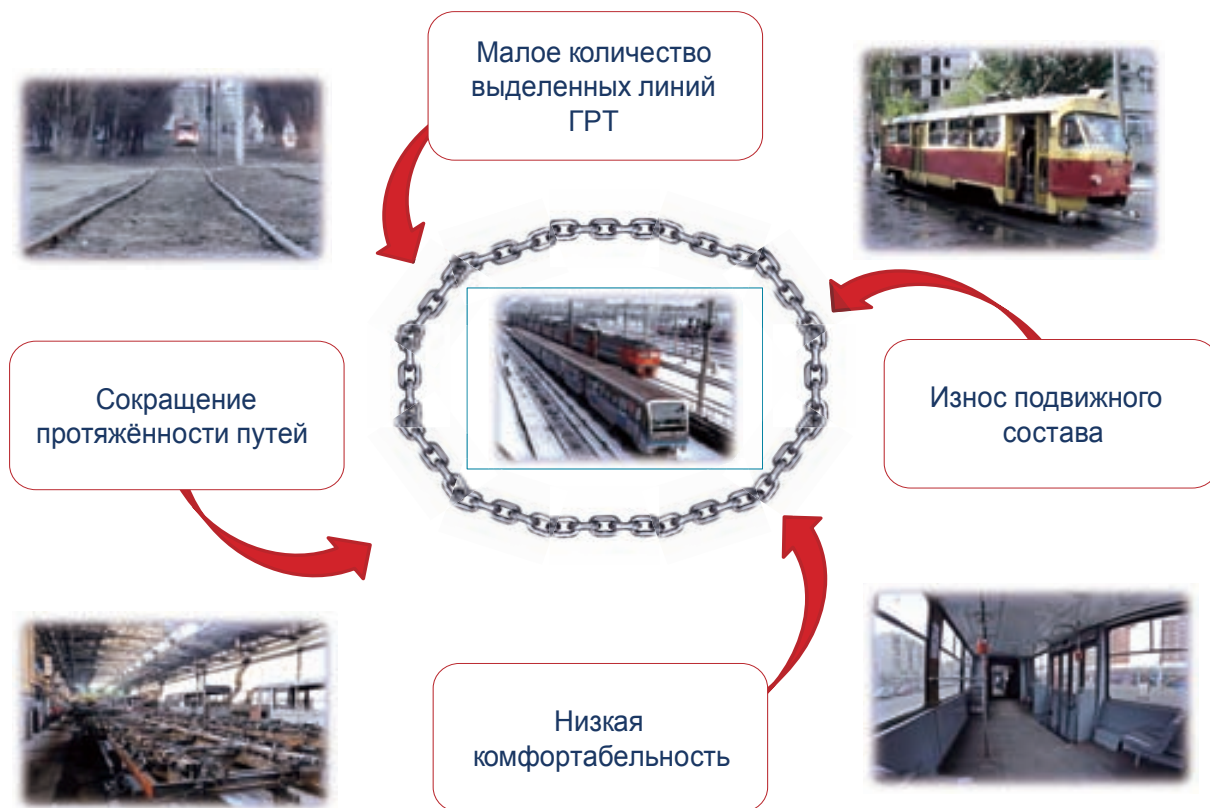 Малое количество
выделенных линий
ГРТ
Сокращение
протяжённости путей
Износ подвижного
состава
Низкая
комфортабельность